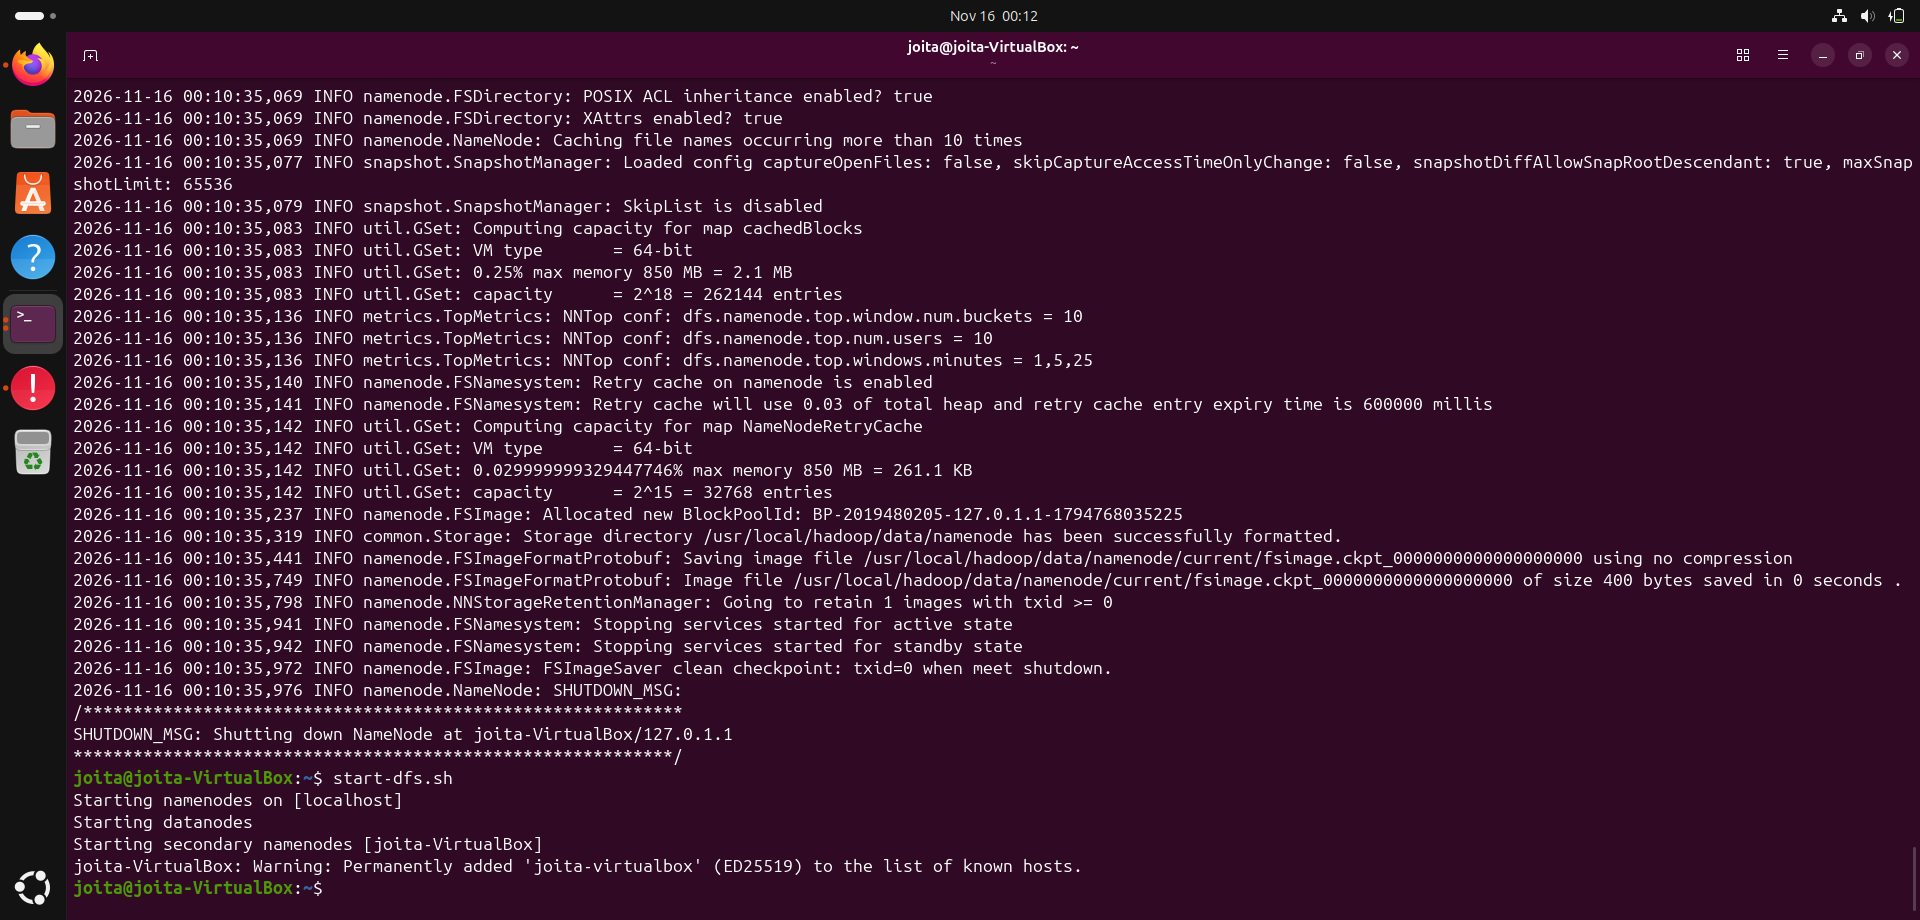 Nov 16 00:12
joita@joita-VirtualBox: ~
~
2026-11-16 00:10:35,069 INFO namenode.FSDirectory: POSIX ACL inheritance enabled? true
2026-11-16 00:10:35,069 INFO namenode.FSDirectory: XAttrs enabled? true
2026-11-16 00:10:35,069 INFO namenode.NameNode: Caching file names occurring more than 10 times
2026-11-16 00:10:35,077 INFO snapshot.SnapshotManager: Loaded config captureOpenFiles: false, skipCaptureAccessTimeOnlyChange: false, snapshotDiffAllowSnapRootDescendant: true, maxSnap
shotLimit: 65536
2026-11-16 00:10:35,079 INFO snapshot.SnapshotManager: SkipList is disabled
2026-11-16 00:10:35,083 INFO util.GSet: Computing capacity for map cachedBlocks
2026-11-16 00:10:35,083 INFO util.GSet: VM type       = 64-bit
2026-11-16 00:10:35,083 INFO util.GSet: 0.25% max memory 850 MB = 2.1 MB
2026-11-16 00:10:35,083 INFO util.GSet: capacity      = 2^18 = 262144 entries
2026-11-16 00:10:35,136 INFO metrics.TopMetrics: NNTop conf: dfs.namenode.top.window.num.buckets = 10
2026-11-16 00:10:35,136 INFO metrics.TopMetrics: NNTop conf: dfs.namenode.top.num.users = 10
2026-11-16 00:10:35,136 INFO metrics.TopMetrics: NNTop conf: dfs.namenode.top.windows.minutes = 1,5,25
2026-11-16 00:10:35,140 INFO namenode.FSNamesystem: Retry cache on namenode is enabled
2026-11-16 00:10:35,141 INFO namenode.FSNamesystem: Retry cache will use 0.03 of total heap and retry cache entry expiry time is 600000 millis
2026-11-16 00:10:35,142 INFO util.GSet: Computing capacity for map NameNodeRetryCache
2026-11-16 00:10:35,142 INFO util.GSet: VM type       = 64-bit
2026-11-16 00:10:35,142 INFO util.GSet: 0.029999999329447746% max memory 850 MB = 261.1 KB
2026-11-16 00:10:35,142 INFO util.GSet: capacity      = 2^15 = 32768 entries
2026-11-16 00:10:35,237 INFO namenode.FSImage: Allocated new BlockPoolId: BP-2019480205-127.0.1.1-1794768035225
2026-11-16 00:10:35,319 INFO common.Storage: Storage directory /usr/local/hadoop/data/namenode has been successfully formatted.
2026-11-16 00:10:35,441 INFO namenode.FSImageFormatProtobuf: Saving image file /usr/local/hadoop/data/namenode/current/fsimage.ckpt_0000000000000000000 using no compression
2026-11-16 00:10:35,749 INFO namenode.FSImageFormatProtobuf: Image file /usr/local/hadoop/data/namenode/current/fsimage.ckpt_0000000000000000000 of size 400 bytes saved in 0 seconds .
2026-11-16 00:10:35,798 INFO namenode.NNStorageRetentionManager: Going to retain 1 images with txid >= 0
2026-11-16 00:10:35,941 INFO namenode.FSNamesystem: Stopping services started for active state
2026-11-16 00:10:35,942 INFO namenode.FSNamesystem: Stopping services started for standby state
2026-11-16 00:10:35,972 INFO namenode.FSImage: FSImageSaver clean checkpoint: txid=0 when meet shutdown.
2026-11-16 00:10:35,976 INFO namenode.NameNode: SHUTDOWN_MSG:
/************************************************************
SHUTDOWN_MSG: Shutting down NameNode at joita-VirtualBox/127.0.1.1
************************************************************/
joita@joita-VirtualBox:~$ start-dfs.sh
Starting namenodes on [localhost]
Starting datanodes
Starting secondary namenodes [joita-VirtualBox]
joita-VirtualBox: Warning: Permanently added 'joita-virtualbox' (ED25519) to the list of known hosts.
joita@joita-VirtualBox:~$